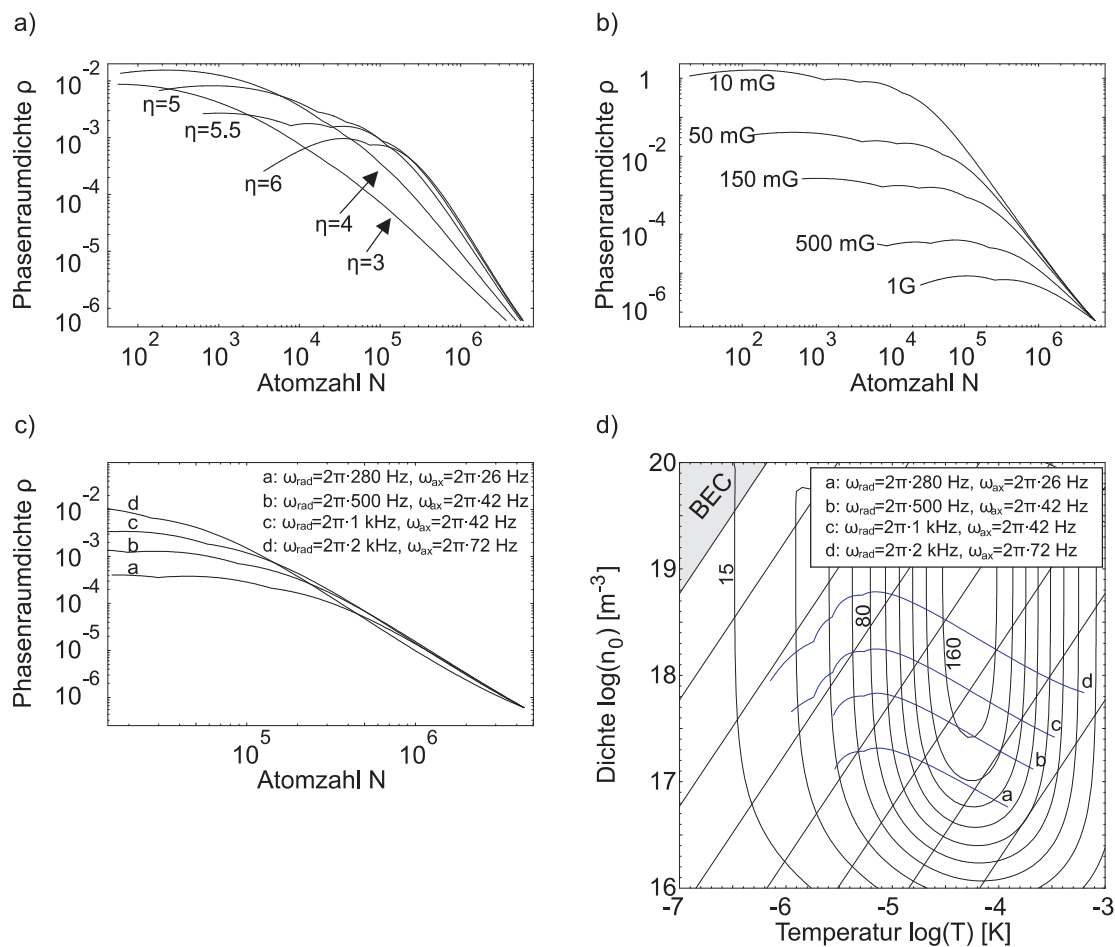 a)
Phasenraumdichte ρ
10⁻²
10⁻³
10⁻⁴
10⁻⁵
10⁻⁶
η=5
η=5.5
η=6
η=4
η=3
10² 10³ 10⁴ 10⁵ 10⁶
Atomzahl N
b)
Phasenraumdichte ρ
1
10⁻²
10⁻⁴
10⁻⁶
10 mG
50 mG
150 mG
500 mG
1G
10² 10³ 10⁴ 10⁵ 10⁶
Atomzahl N
c)
Phasenraumdichte ρ
10⁻²
10⁻³
10⁻⁴
10⁻⁵
10⁻⁶
a: ω_rad=2π·280 Hz, ω_ax=2π·26 Hz
b: ω_rad=2π·500 Hz, ω_ax=2π·42 Hz
c: ω_rad=2π·1 kHz, ω_ax=2π·42 Hz
d: ω_rad=2π·2 kHz, ω_ax=2π·72 Hz
d
c
b
a
10⁵ 10⁶
Atomzahl N
d)
Dichte log(n₀) [m⁻³]
20
19
18
17
16
BEC
a: ω_rad=2π·280 Hz, ω_ax=2π·26 Hz
b: ω_rad=2π·500 Hz, ω_ax=2π·42 Hz
c: ω_rad=2π·1 kHz, ω_ax=2π·42 Hz
d: ω_rad=2π·2 kHz, ω_ax=2π·72 Hz
15
80
160
d
c
b
a
-7 -6 -5 -4 -3
Temperatur log(T) [K]